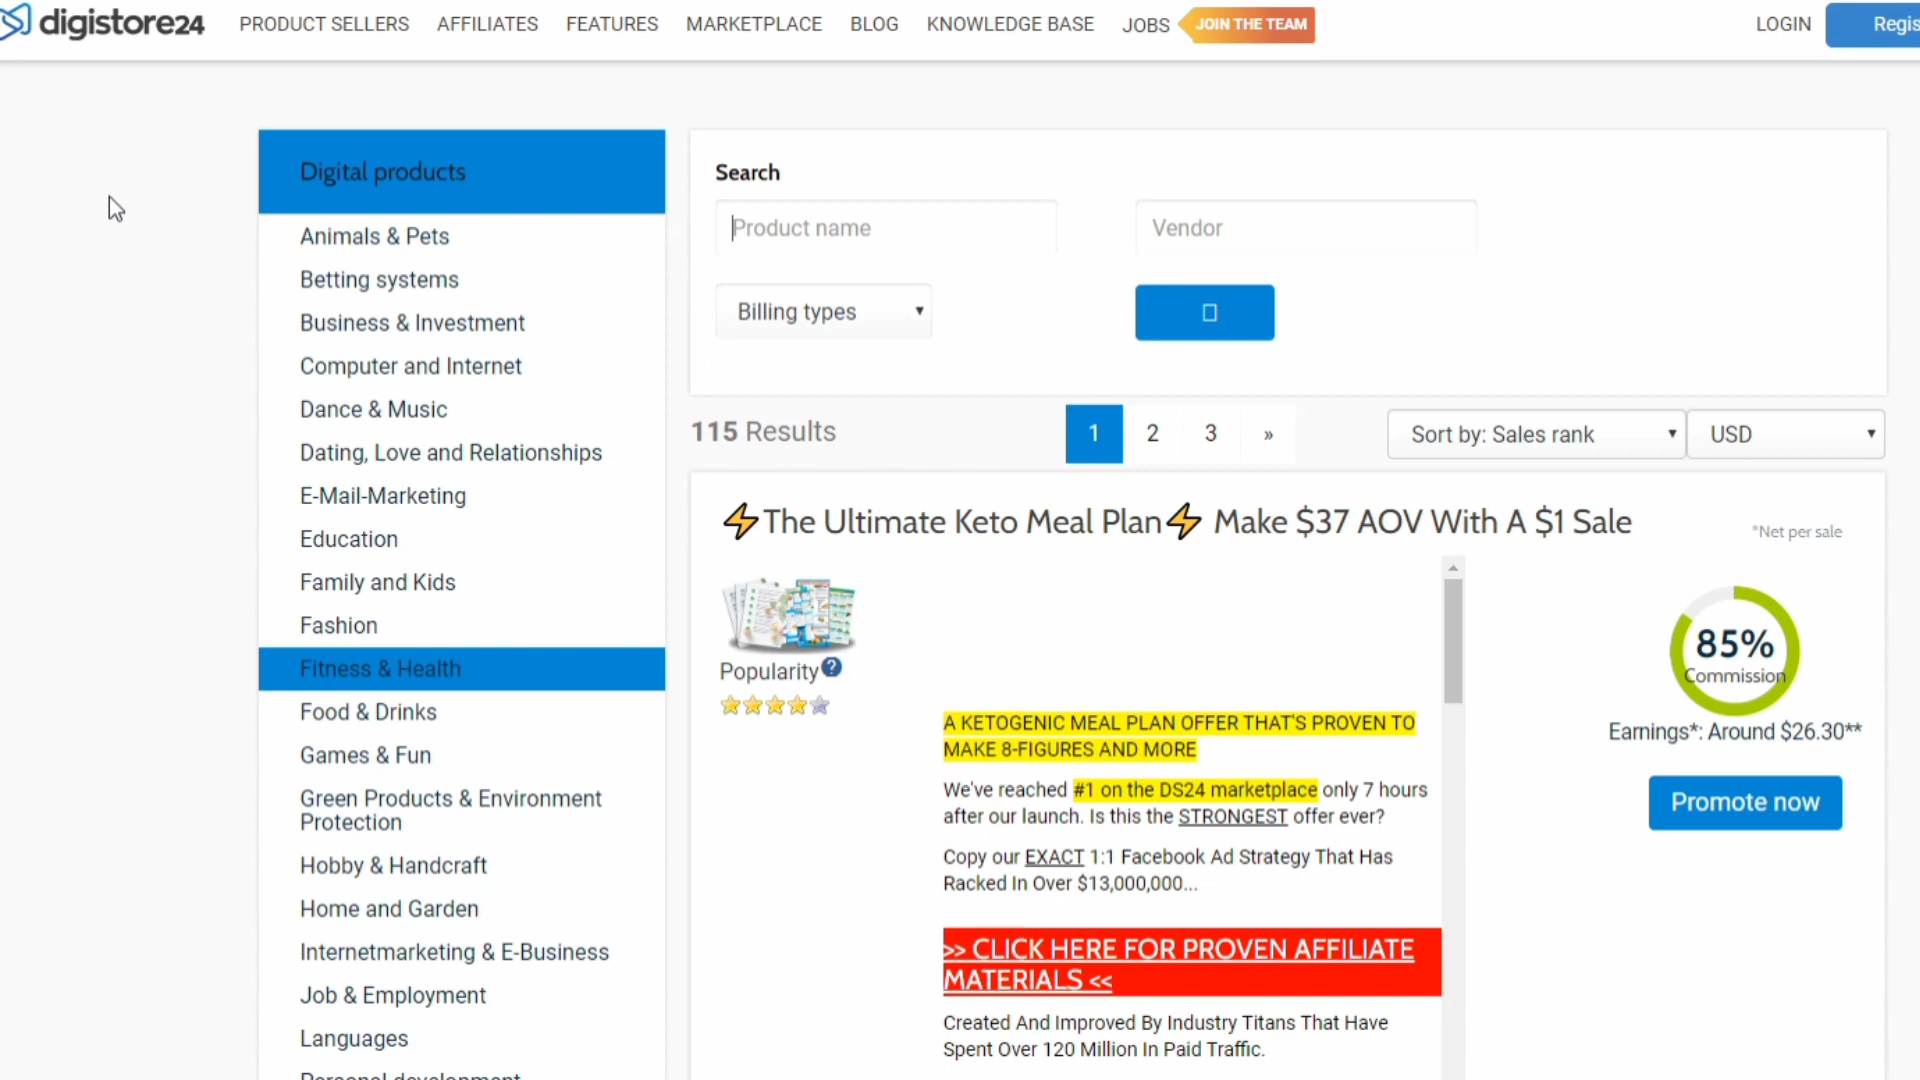 digistore24
PRODUCT SELLERS
AFFILIATES
FEATURES
MARKETPLACE
BLOG
KNOWLEDGE BASE
JOBS
JOIN THE TEAM
LOGIN
Regis
Digital products
Animals & Pets
Betting systems
Business & Investment
Computer and Internet
Dance & Music
Dating, Love and Relationships
E-Mail-Marketing
Education
Family and Kids
Fashion
Fitness & Health
Food & Drinks
Games & Fun
Green Products & Environment
Protection
Hobby & Handcraft
Home and Garden
Internetmarketing & E-Business
Job & Employment
Languages
Personal development
Search
Product name
Vendor
Billing types
115 Results
1 2 3 »
Sort by: Sales rank
USD
⚡The Ultimate Keto Meal Plan⚡ Make $37 AOV With A $1 Sale
*Net per sale
Popularity?
A KETOGENIC MEAL PLAN OFFER THAT'S PROVEN TO
MAKE 8-FIGURES AND MORE
We've reached #1 on the DS24 marketplace only 7 hours
after our launch. Is this the STRONGEST offer ever?
Copy our EXACT 1:1 Facebook Ad Strategy That Has
Racked In Over $13,000,000...
>> CLICK HERE FOR PROVEN AFFILIATE
MATERIALS <<
Created And Improved By Industry Titans That Have
Spent Over 120 Million In Paid Traffic.
85%
Commission
Earnings*: Around $26.30**
Promote now